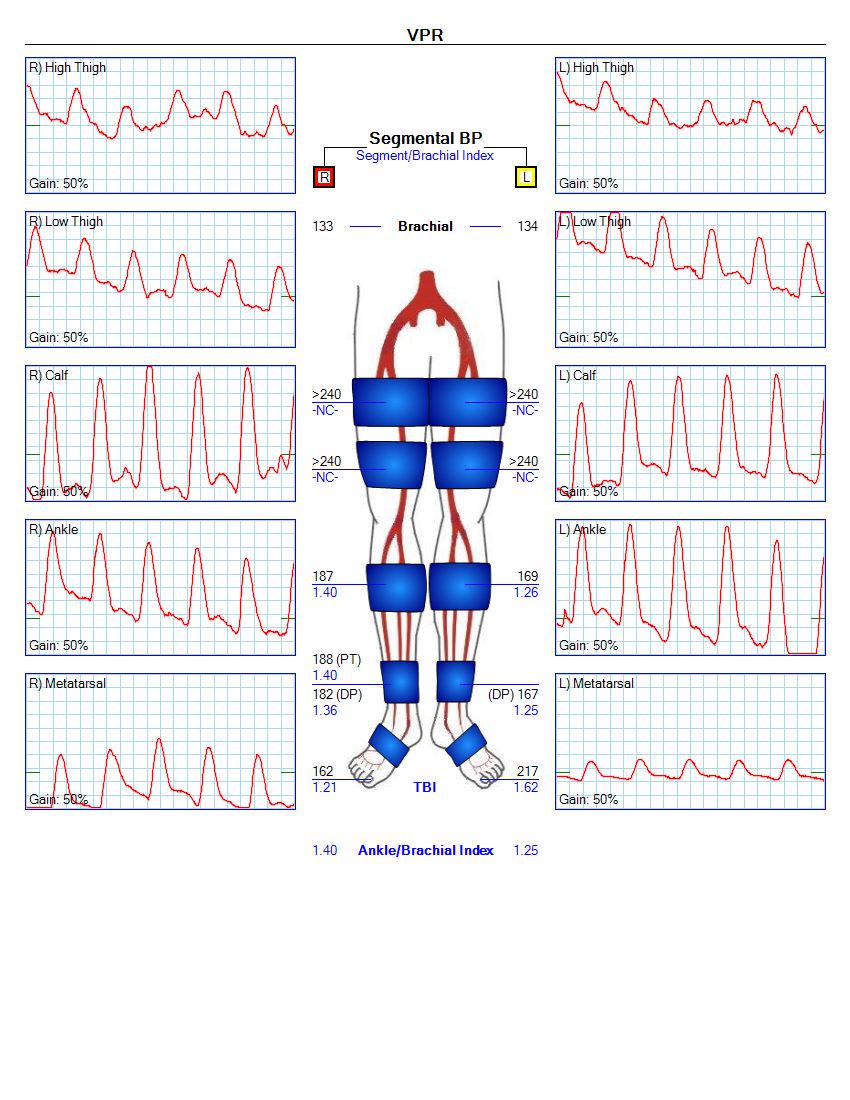 VPR
R) High Thigh
Gain: 50%
L) High Thigh
Gain: 50%
Segmental BP
Segment/Brachial Index
R
L
R) Low Thigh
Gain: 50%
133
Brachial
134
L) Low Thigh
Gain: 50%
R) Calf
Gain: 50%
>240
-NC-
>240
-NC-
L) Calf
Gain: 50%
>240
-NC-
>240
-NC-
R) Ankle
Gain: 50%
187
1.40
169
1.26
L) Ankle
Gain: 50%
188 (PT)
1.40
182 (DP)
1.36
(DP) 167
1.25
R) Metatarsal
Gain: 50%
162
1.21
TBI
217
1.62
L) Metatarsal
Gain: 50%
1.40
Ankle/Brachial Index
1.25